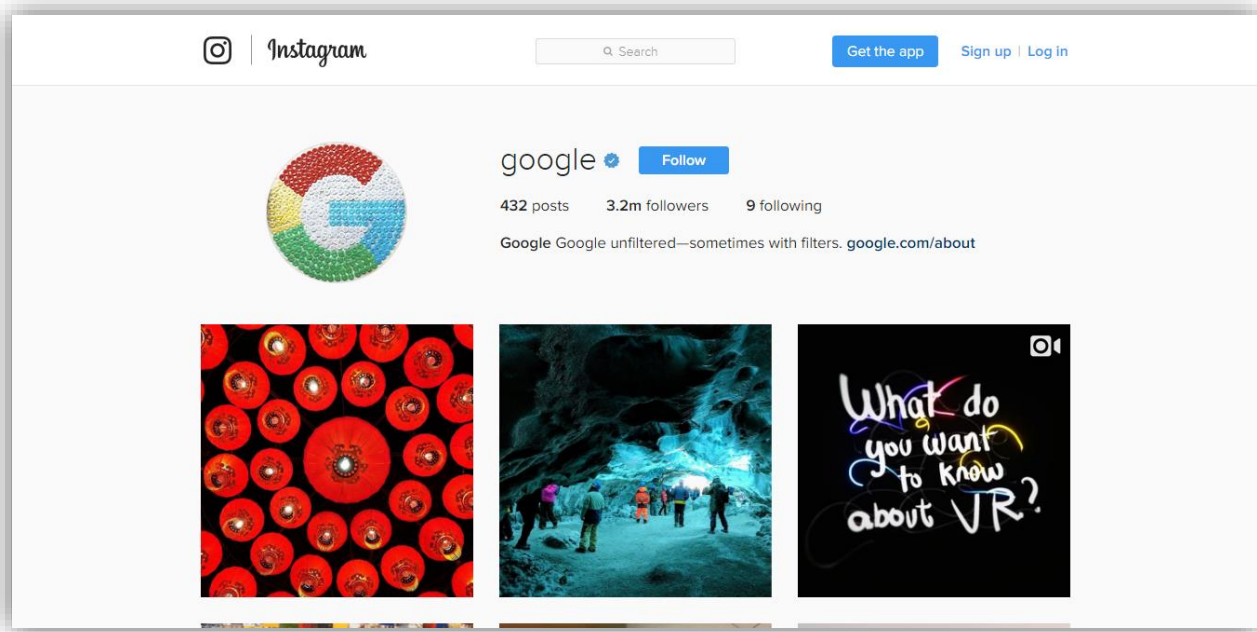 Instagram
Search
Get the app
Sign up | Log in
google
Follow
432 posts 3.2m followers 9 following
Google Google unfiltered—sometimes with filters. google.com/about
What do
you want
to know
about VR?